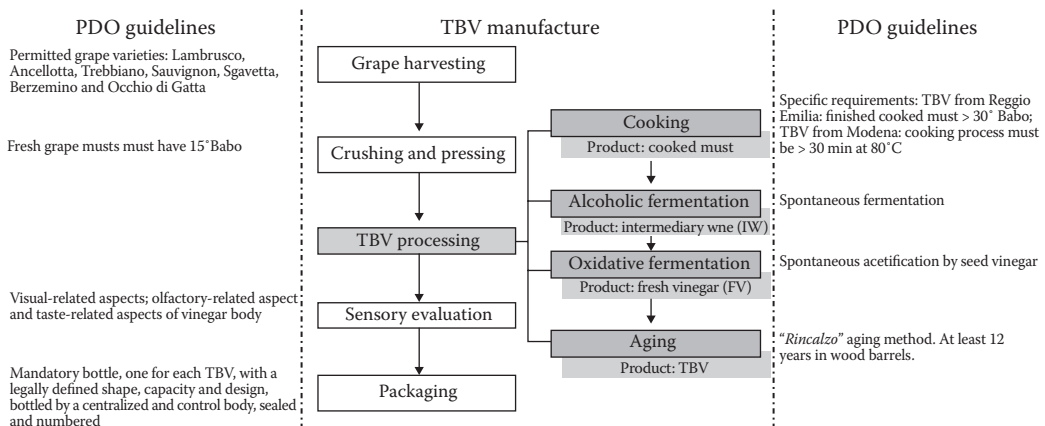 PDO guidelines
Permitted grape varieties: Lambrusco,
Ancellotta, Trebbiano, Sauvignon, Sgavetta,
Berzemino and Occhio di Gatta
Fresh grape musts must have 15˚Babo
Visual-related aspects; olfactory-related aspect
and taste-related aspects of vinegar body
Mandatory bottle, one for each TBV, with a
legally defined shape, capacity and design,
bottled by a centralized and control body, sealed
and numbered
TBV manufacture
Grape harvesting
Crushing and pressing
TBV processing
Sensory evaluation
Packaging
Cooking
Product: cooked must
Alcoholic fermentation
Product: intermediary wne (IW)
Oxidative fermentation
Product: fresh vinegar (FV)
Aging
Product: TBV
PDO guidelines
Specific requirements: TBV from Reggio
Emilia: finished cooked must > 30˚ Babo;
TBV from Modena: cooking process must
be > 30 min at 80˚C
Spontaneous fermentation
Spontaneous acetification by seed vinegar
“Rincalzo” aging method. At least 12
years in wood barrels.